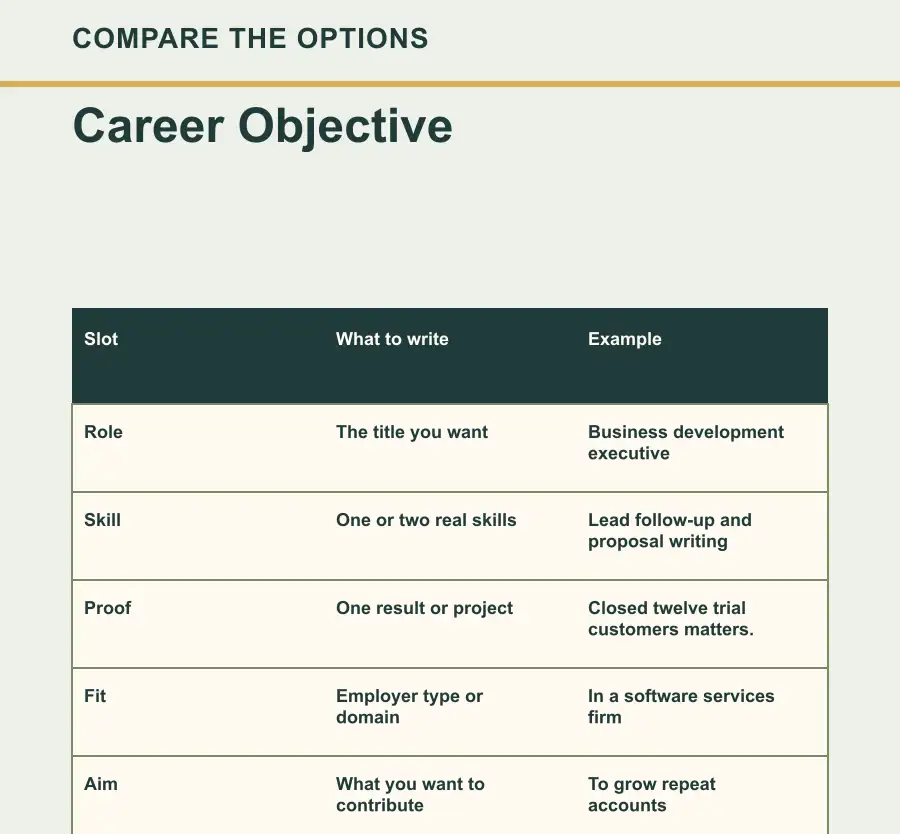 COMPARE THE OPTIONS
Career Objective
Slot
What to write
Example
Role
The title you want
Business development
executive
Skill
One or two real skills
Lead follow-up and
proposal writing
Proof
One result or project
Closed twelve trial
customers matters.
Fit
Employer type or
domain
In a software services
firm
Aim
What you want to
contribute
To grow repeat
accounts